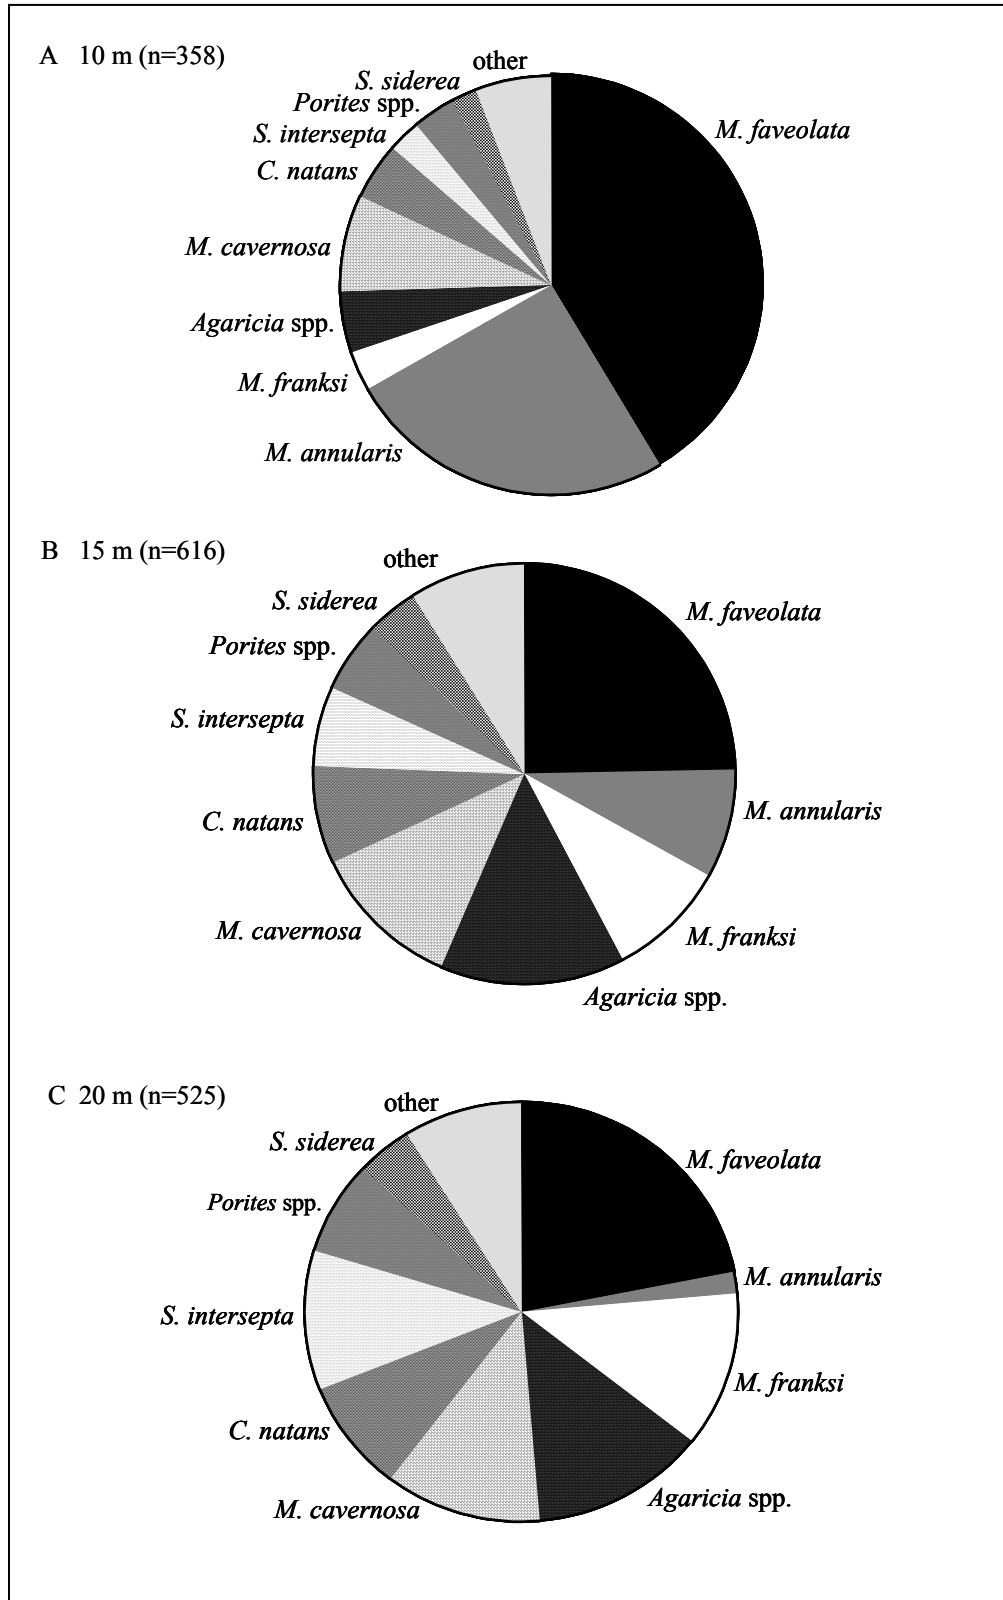 A 10 m (n=358)
other
S. siderea
Porites spp.
S. intersepta
C. natans
M. cavernosa
Agaricia spp.
M. franksi
M. annularis
M. faveolata
B 15 m (n=616)
other
S. siderea
Porites spp.
S. intersepta
C. natans
M. cavernosa
M. faveolata
M. annularis
M. franksi
Agaricia spp.
C 20 m (n=525)
other
S. siderea
Porites spp.
S. intersepta
C. natans
M. cavernosa
M. faveolata
M. annularis
M. franksi
Agaricia spp.